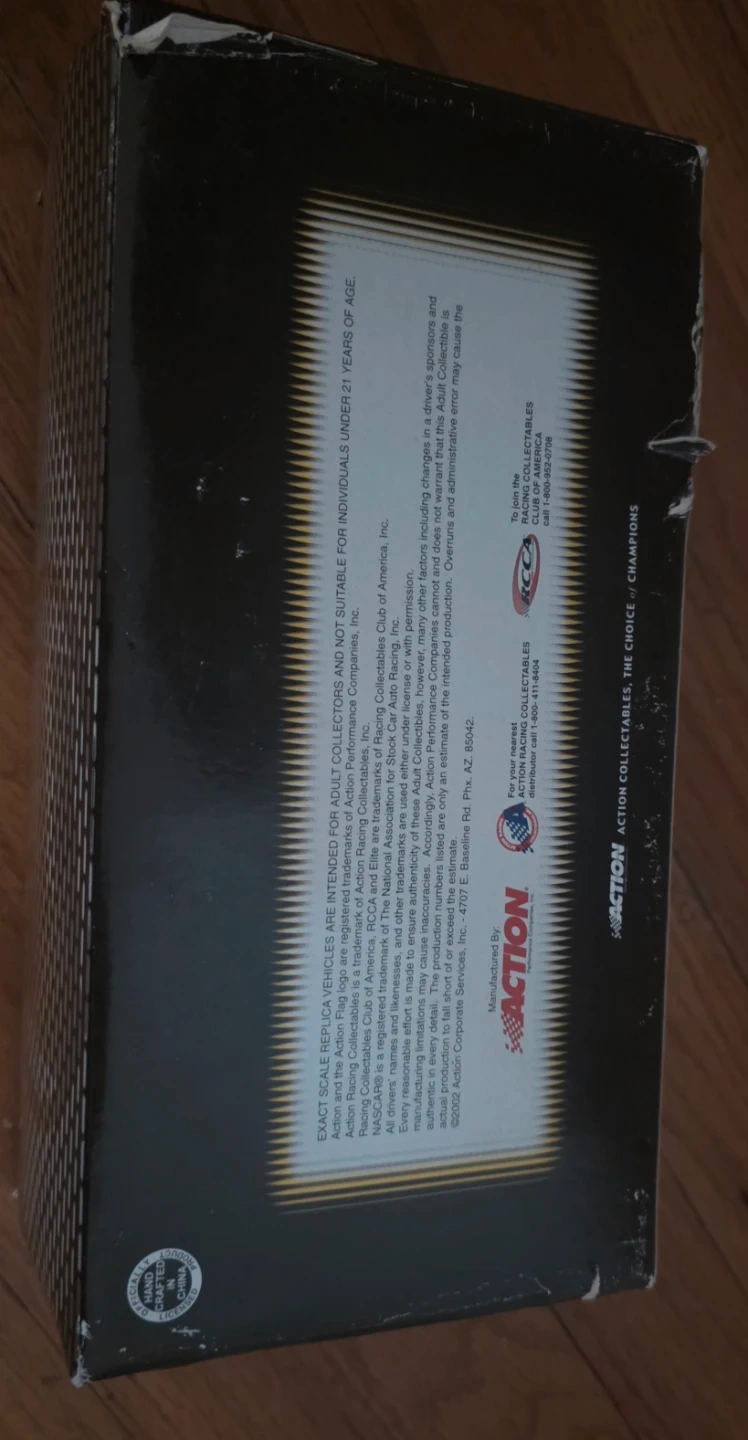 EXACT SCALE REPLICA VEHICLES ARE INTENDED FOR ADULT COLLECTORS AND NOT SUITABLE FOR INDIVIDUALS UNDER 21 YEARS OF AGE.
Action and the Action Flag logo are registered trademarks of Action Performance Companies, Inc.
Action Racing Collectables is a trademark of Action Racing Collectables, Inc.
Racing Collectables Club of America, RCCA and Elite are trademarks of Racing Collectables Club of America, Inc.
NASCAR® is a registered trademark of The National Association for Stock Car Auto Racing, Inc.
All drivers' names and likenesses, and other trademarks are used either under license or with permission.
Every reasonable effort is made to ensure authenticity of these Adult Collectibles, however, many other factors including changes in a driver's sponsors and
manufacturing limitations may cause inaccuracies. Accordingly, Action Performance Companies cannot and does not warrant that this Adult Collectible is
authentic in every detail. The production numbers listed are only an estimate of the intended production. Overruns and administrative error may cause the
actual production to fall short of or exceed the estimate.
©2002 Action Corporate Services, Inc. - 4707 E. Baseline Rd. Phx. AZ. 85042.
Manufactured By:
ACTION
For your nearest
ACTION RACING COLLECTABLES
distributor call 1-800- 411-8404
RCCA
To join the
RACING COLLECTABLES
CLUB OF AMERICA
call 1-800-952-0708
ACTION ACTION COLLECTABLES, THE CHOICE of CHAMPIONS
OFFICIALLY LICENSED PRODUCT
HAND
CRAFTED
IN
CHINA